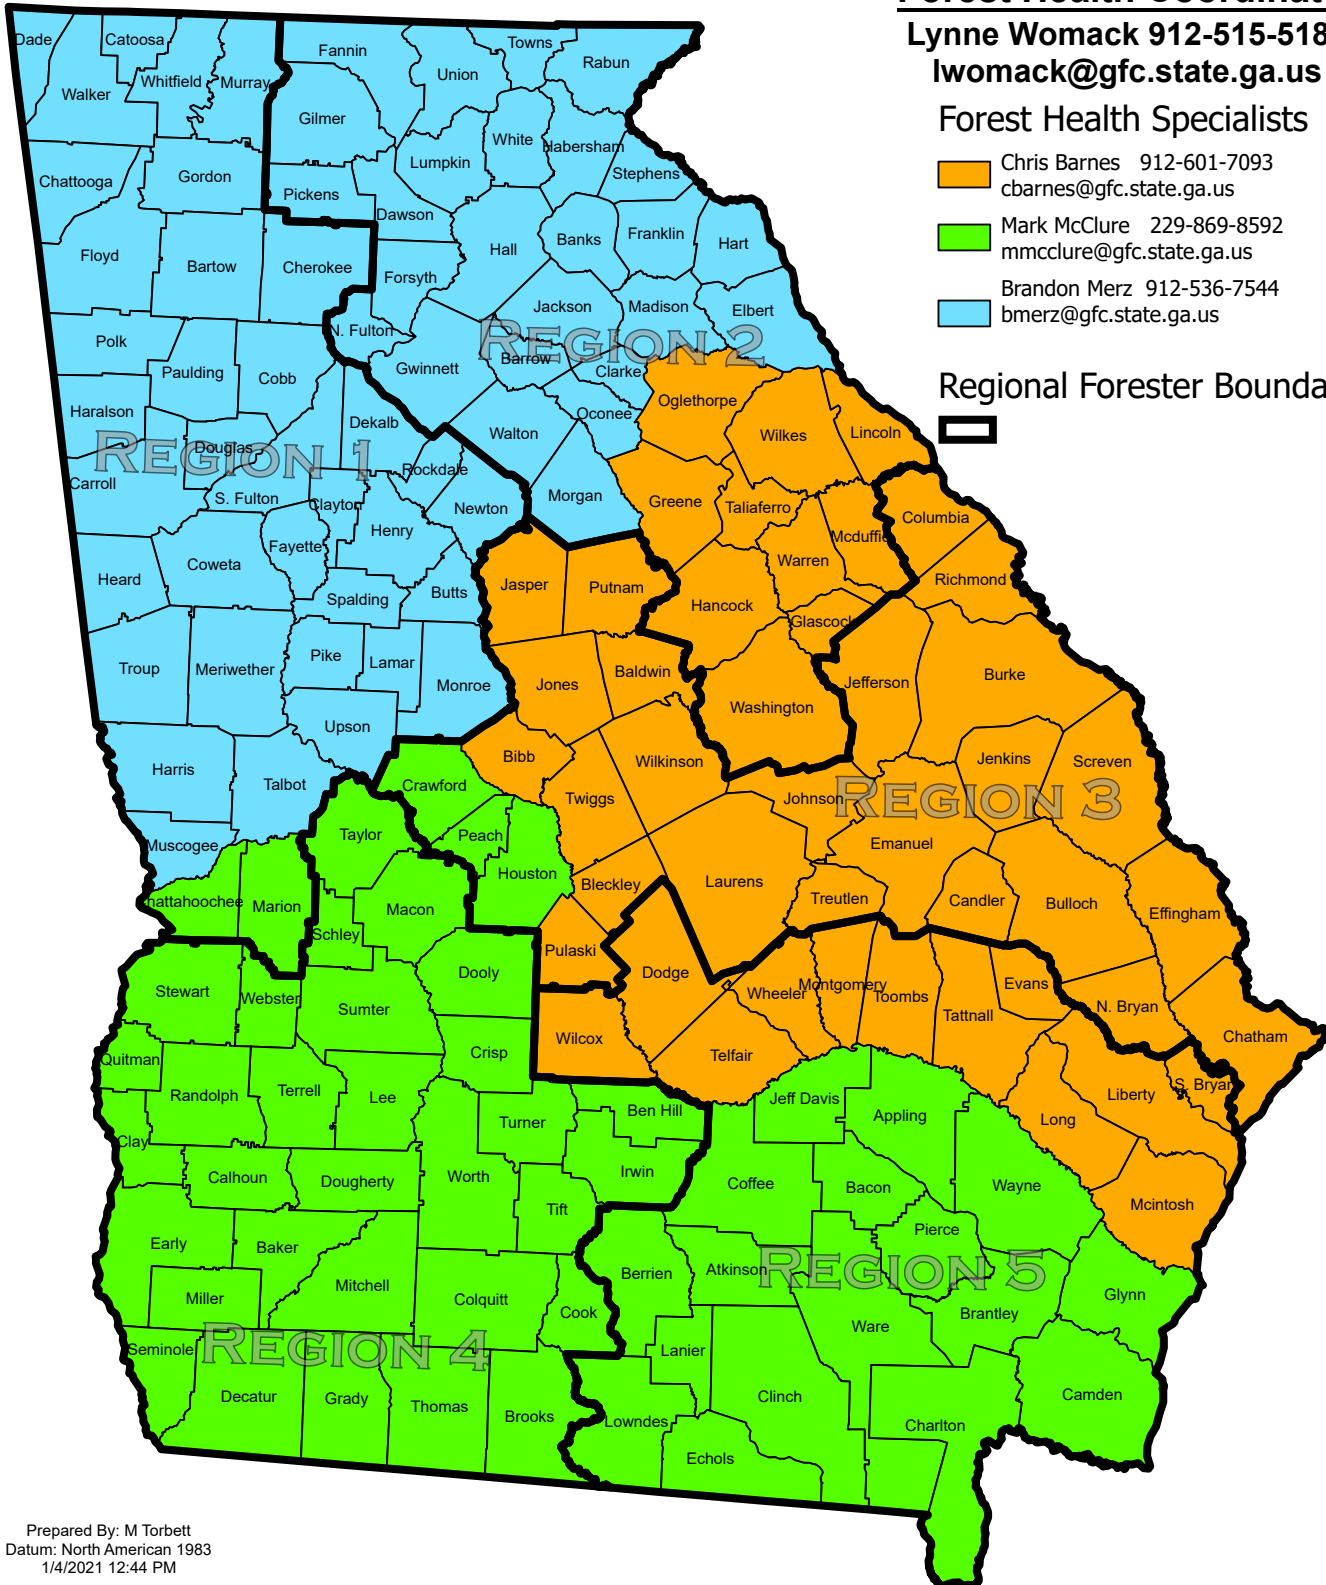 Forest Health Coordinat
Lynne Womack 912-515-518
lwomack@gfc.state.ga.us
Forest Health Specialists
Chris Barnes 912-601-7093
cbarnes@gfc.state.ga.us
Mark McClure 229-869-8592
mmcclure@gfc.state.ga.us
Brandon Merz 912-536-7544
bmerz@gfc.state.ga.us
Regional Forester Bounda
Dade
Catoosa
Whitfield
Murray
Walker
Fannin
Union
Towns
Rabun
Gilmer
White
Habersham
Lumpkin
Stephens
Chattooga
Gordon
Pickens
Dawson
Floyd
Bartow
Cherokee
Forsyth
Hall
Banks
Franklin
Hart
Jackson
Madison
Elbert
N. Fulton
REGION 2
Polk
Paulding
Cobb
Gwinnett
Barrow
Clarke
Oconee
Oglethorpe
Haralson
Douglas
Dekalb
Walton
Wilkes
Lincoln
REGION 1
Carroll
S. Fulton
Clayton
Rockdale
Newton
Morgan
Greene
Taliaferro
Columbia
Henry
Fayette
Coweta
Heard
Warren
Mcduffie
Richmond
Spalding
Butts
Jasper
Putnam
Hancock
Glascock
Troup
Meriwether
Pike
Lamar
Monroe
Jones
Baldwin
Washington
Jefferson
Burke
Upson
Harris
Talbot
Bibb
Wilkinson
Jenkins
Screven
Crawford
Twiggs
Johnson
REGION 3
Muscogee
Taylor
Peach
Houston
Emanuel
hattahoochee
Marion
Macon
Schley
Bleckley
Laurens
Treutlen
Candler
Bulloch
Effingham
Pulaski
Dooly
Dodge
Stewart
Webster
Sumter
Wheeler
Montgomery
Toombs
Evans
Tattnall
N. Bryan
Wilcox
Crisp
Telfair
Chatham
Quitman
Randolph
Terrell
Lee
Ben Hill
Jeff Davis
Appling
Long
Liberty
S. Bryan
Turner
Clay
Calhoun
Dougherty
Worth
Irwin
Coffee
Bacon
Wayne
Mcintosh
Tift
Pierce
Early
Baker
Mitchell
Berrien
Atkinson
REGION 5
Miller
Colquitt
Cook
Ware
Brantley
Glynn
Seminole
REGION 4
Lanier
Decatur
Grady
Thomas
Brooks
Lowndes
Clinch
Charlton
Camden
Echols
Prepared By: M Torbett
Datum: North American 1983
1/4/2021 12:44 PM